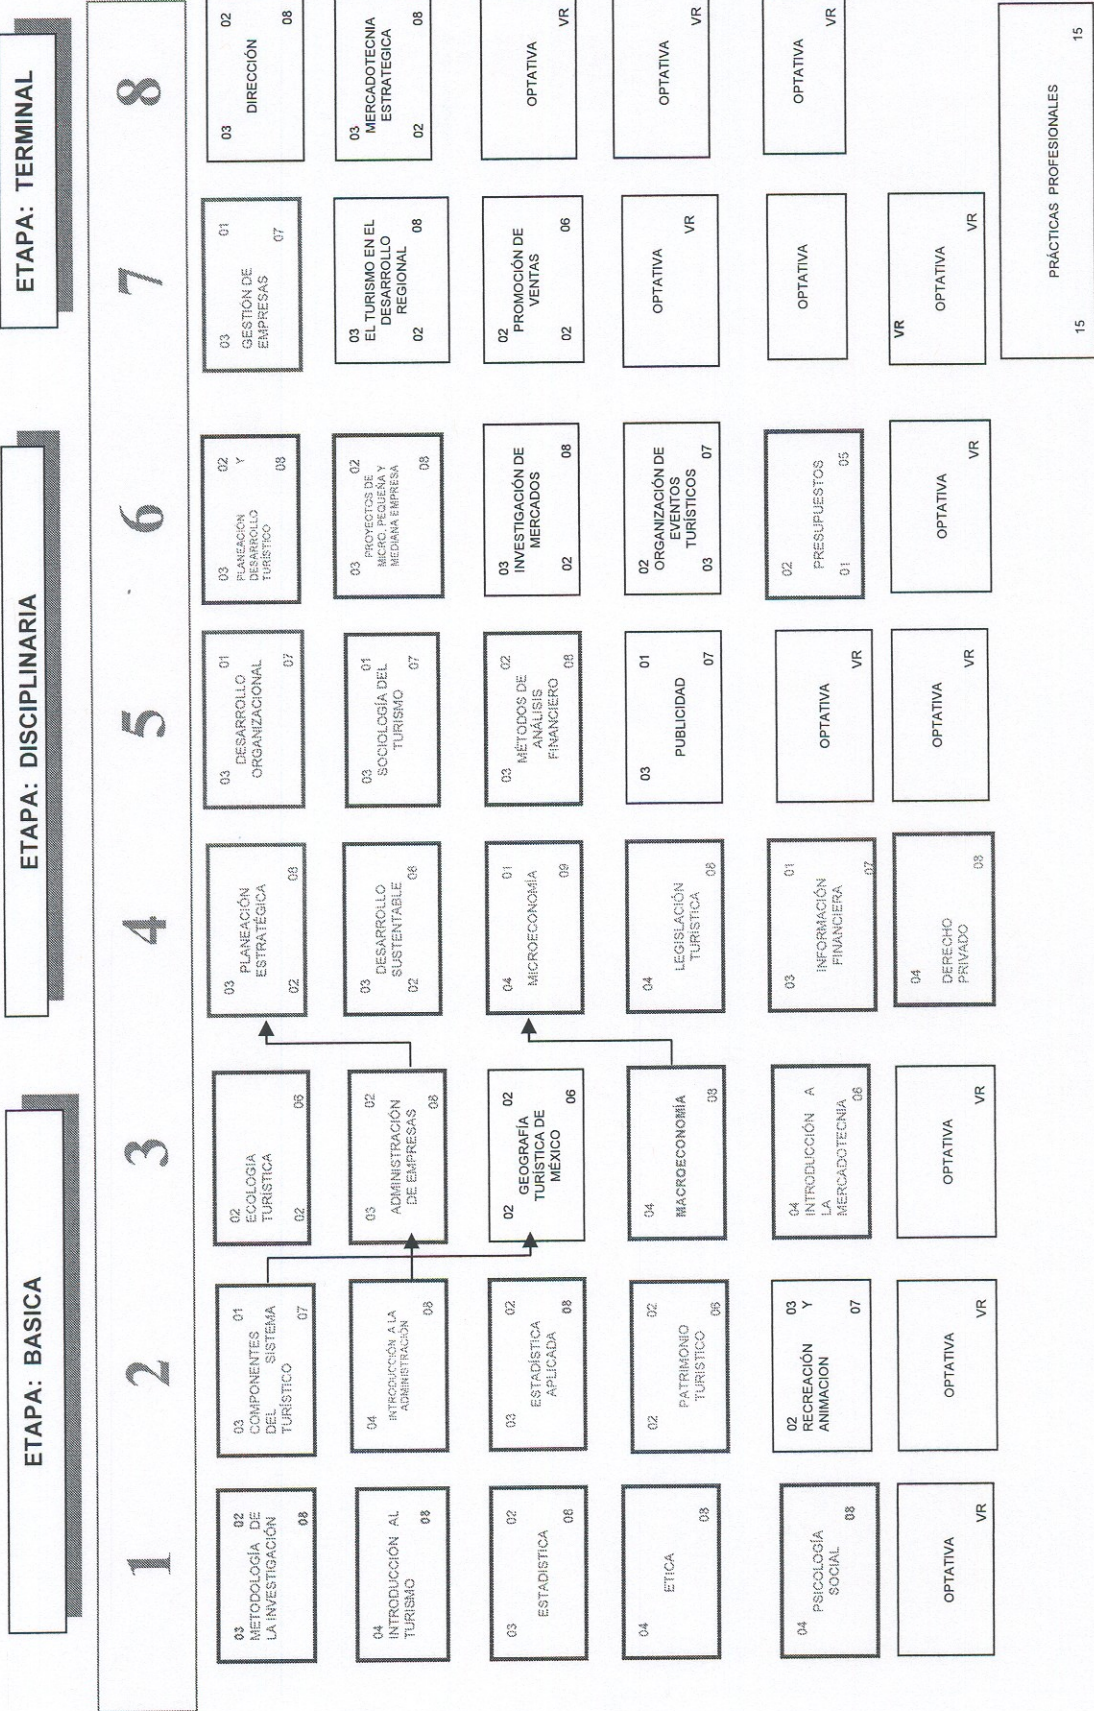 ETAPA: BASICA
ETAPA: DISCIPLINARIA
ETAPA: TERMINAL
1
2
3
4
5
6
7
8
03 02
METODOLOGÍA DE
LA INVESTIGACIÓN
08
04
INTRODUCCIÓN AL
TURISMO
08
03 02
ESTADISTICA
08
04
ETICA
08
04
PSICOLOGÍA
SOCIAL
08
OPTATIVA
VR
03 01
COMPONENTES
DEL SISTEMA
TURÍSTICO
07
04
INTRODUCCIÓN A LA
ADMINISTRACIÓN
08
03 02
ESTADÍSTICA
APLICADA
08
02 02
PATRIMONIO
TURISTICO
06
02 03
RECREACIÓN Y
ANIMACION
07
OPTATIVA
VR
02
ECOLOGIA
TURÍSTICA
02 06
03 02
ADMINISTRACIÓN
DE EMPRESAS
08
02 02
GEOGRAFÍA
TURÍSTICA DE
MÉXICO
06
04
MACROECONOMÍA
08
04
INTRODUCCIÓN A
LA
MERCADOTECNIA
08
OPTATIVA
VR
03
PLANEACIÓN
ESTRATÉGICA
02 08
03
DESARROLLO
SUSTENTABLE
02 08
04 01
MICROECONOMÍA
09
04
LEGISLACIÓN
TURÍSTICA
08
03 01
INFORMACIÓN
FINANCIERA
07
04
DERECHO
PRIVADO
08
03 01
DESARROLLO
ORGANIZACIONAL
07
03 01
SOCIOLOGÍA DEL
TURISMO
07
03 02
MÉTODOS DE
ANÁLISIS
FINANCIERO
08
03 01
PUBLICIDAD
07
OPTATIVA
VR
OPTATIVA
VR
03 02
PLANEACIÓN Y
DESARROLLO
TURÍSTICO
08
03 02
PROYECTOS DE
MICRO, PEQUEÑA Y
MEDIANA EMPRESA
08
03
INVESTIGACIÓN DE
MERCADOS
02 08
02
ORGANIZACIÓN DE
EVENTOS
TURÍSTICOS
03 07
02
PRESUPUESTOS
01 05
OPTATIVA
VR
03 01
GESTION DE
EMPRESAS
07
03
EL TURISMO EN EL
DESARROLLO
REGIONAL
02 08
02
PROMOCIÓN DE
VENTAS
02 06
OPTATIVA
VR
OPTATIVA
VR
OPTATIVA
VR
03 02
DIRECCIÓN
08
03
MERCADOTECNIA
ESTRATEGICA
02 08
OPTATIVA
VR
OPTATIVA
VR
OPTATIVA
VR
PRÁCTICAS PROFESIONALES
15 15